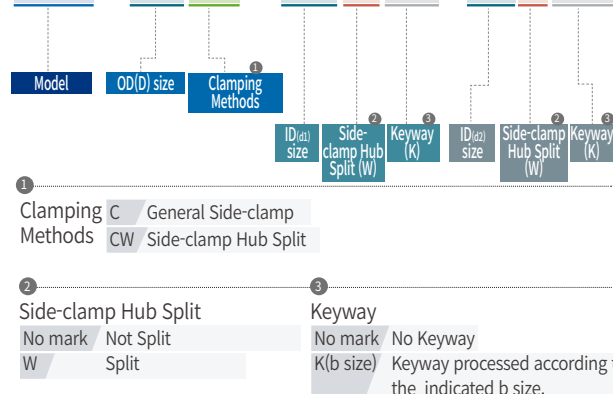 1
Model OD(D) size Clamping Methods
2 3 2 3
ID(d1) size Side-clamp Hub Split (W) Keyway (K) ID(d2) size Side-clamp Hub Split (W) Keyway (K)
1
Clamping Methods
C General Side-clamp
CW Side-clamp Hub Split
2 3
Side-clamp Hub Split
No mark Not Split
W Split
Keyway
No mark No Keyway
K(b size) Keyway processed according
the indicated b size.